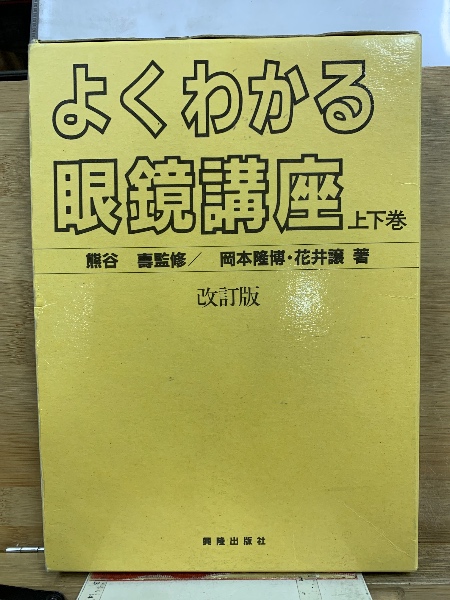 よくわかる
眼鏡講座上下巻
熊谷 壽監修／ 岡本隆博・花井譲 著
改訂版
興隆出版社